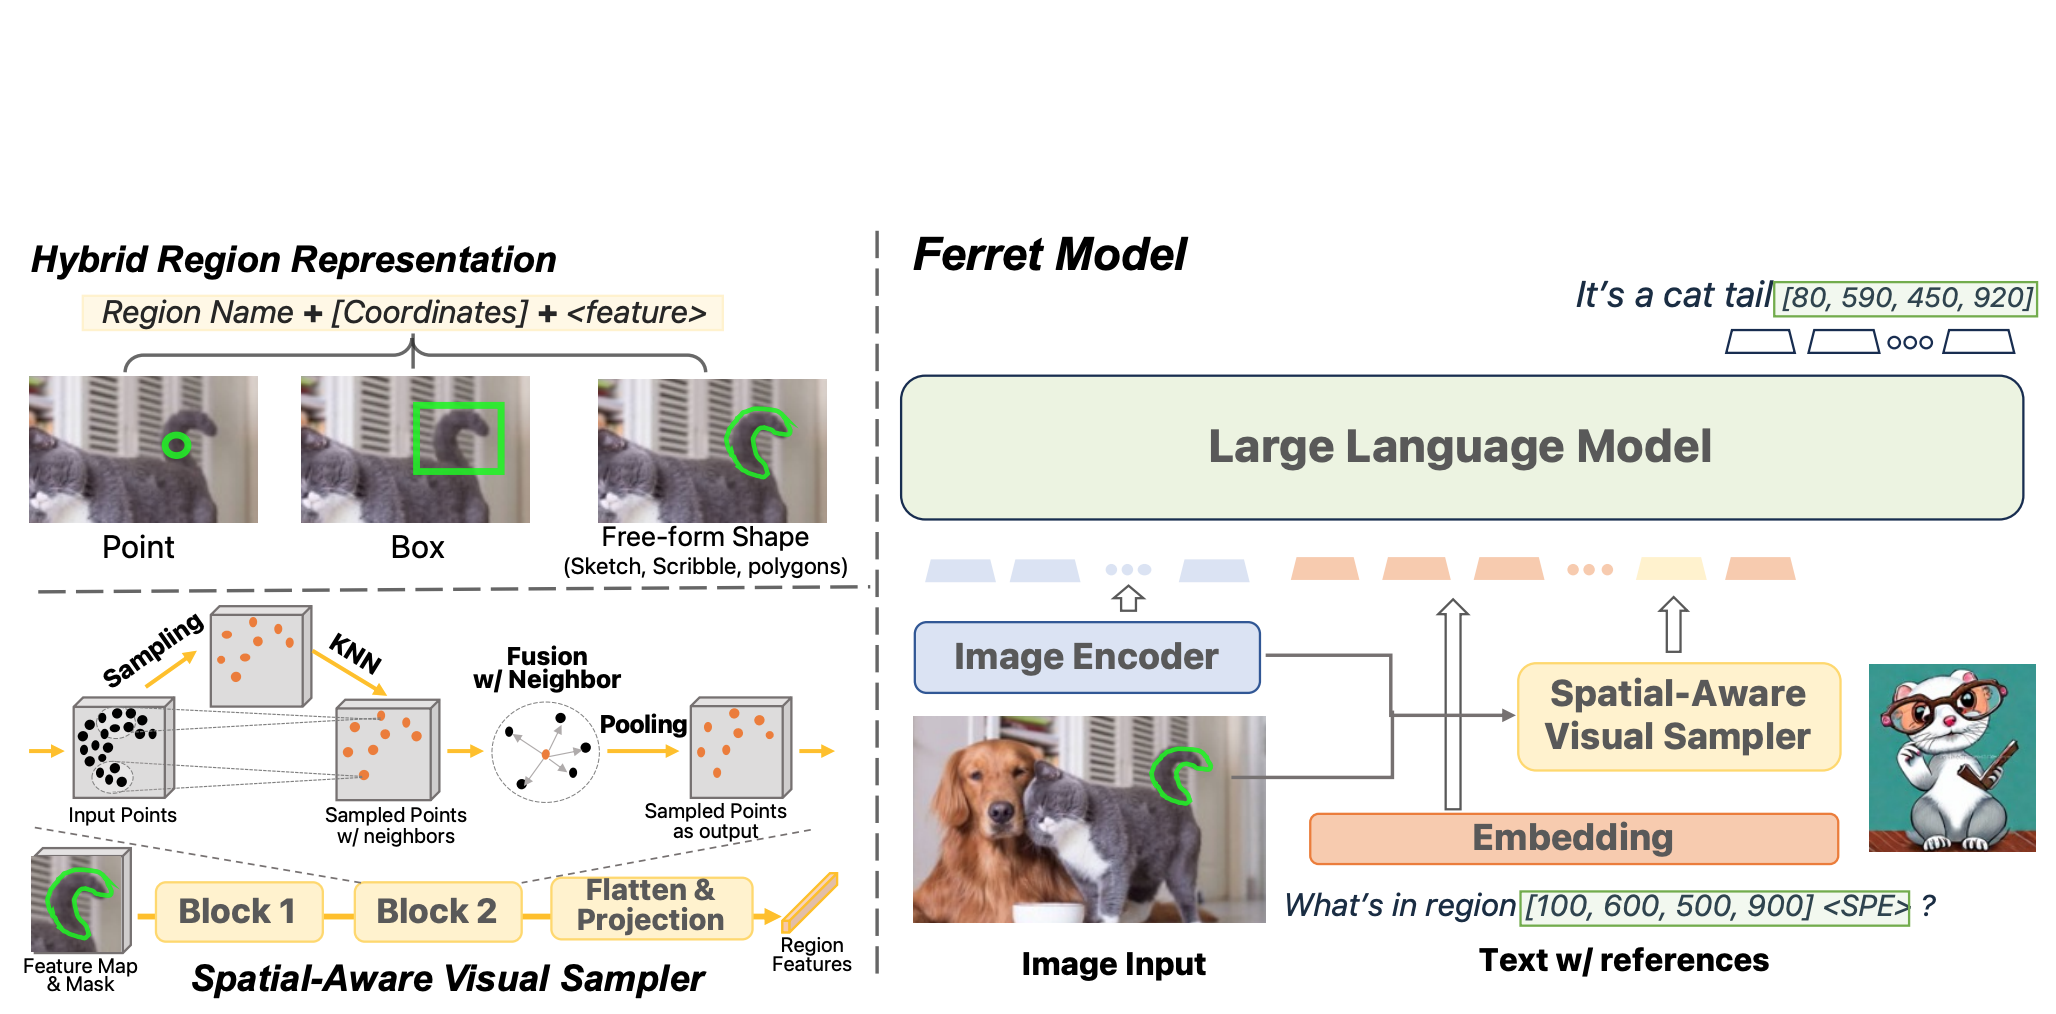 Hybrid Region Representation
Region Name + [Coordinates] + <feature>
Point
Box
Free-form Shape
(Sketch, Scribble, polygons)
Sampling
KNN
Fusion
w/ Neighbor
Pooling
Input Points
Sampled Points
w/ neighbors
Sampled Points
as output
Block 1
Block 2
Flatten &
Projection
Feature Map
& Mask
Region
Features
Spatial-Aware Visual Sampler
Ferret Model
It's a cat tail [80, 590, 450, 920]
Large Language Model
Image Encoder
Spatial-Aware
Visual Sampler
Embedding
What's in region [100, 600, 500, 900] <SPE> ?
Image Input
Text w/ references